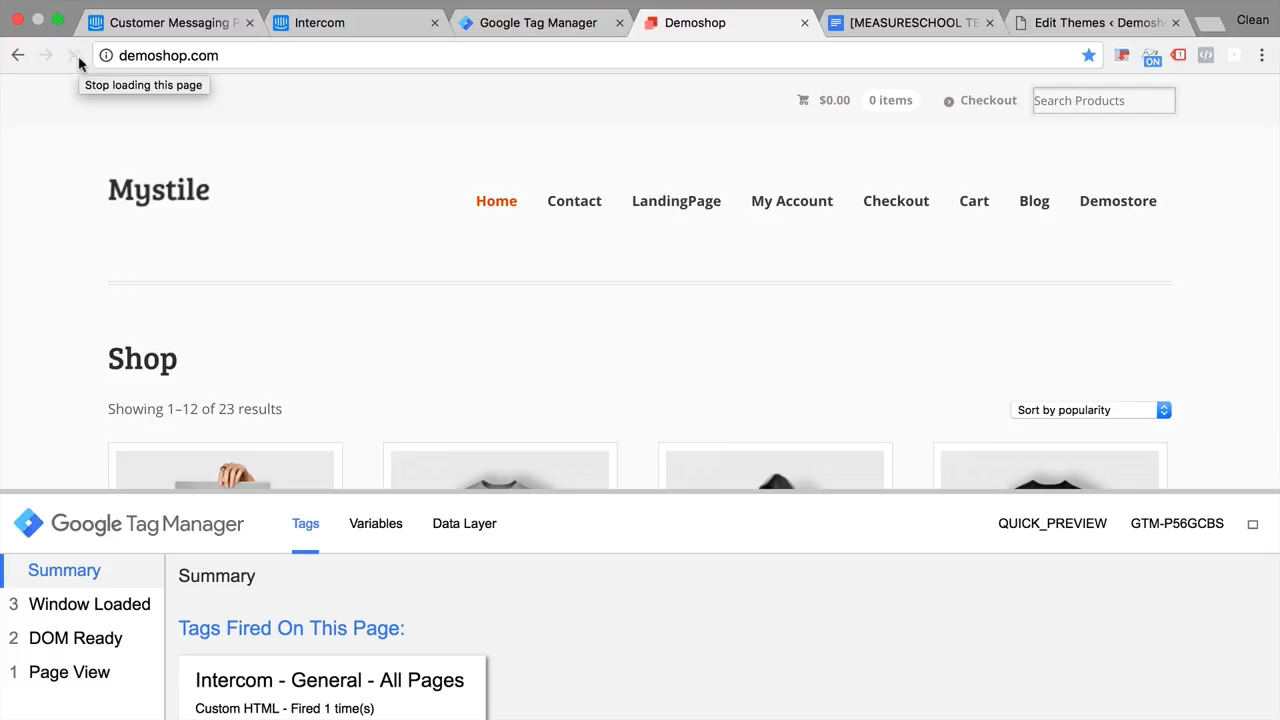 Customer Messaging P
Intercom
Google Tag Manager
Demoshop
[MEASURESCHOOL TE
Edit Themes ‹ Demosh
Clean
demoshop.com
ON
1
Stop loading this page
$0.00
0 items
Checkout
Search Products
Mystile
Home
Contact
LandingPage
My Account
Checkout
Cart
Blog
Demostore
Shop
Showing 1–12 of 23 results
Sort by popularity
Google Tag Manager
Tags
Variables
Data Layer
QUICK_PREVIEW
GTM-P56GCBS
Summary
3 Window Loaded
2 DOM Ready
1 Page View
Summary
Tags Fired On This Page:
Intercom - General - All Pages
Custom HTML - Fired 1 time(s)